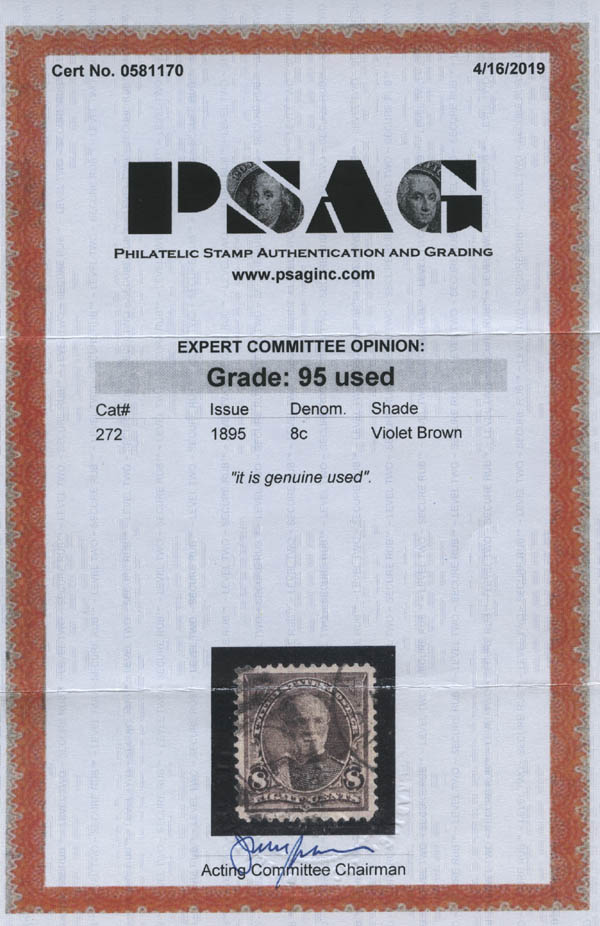 Cert No. 0581170 4/16/2019
PSAG
PHILATELIC STAMP AUTHENTICATION AND GRADING
www.psaginc.com
EXPERT COMMITTEE OPINION:
Grade: 95 used
Cat# Issue Denom. Shade
272 1895 8c Violet Brown
"it is genuine used".
8 8
EIGHT CENTS
Acting Committee Chairman